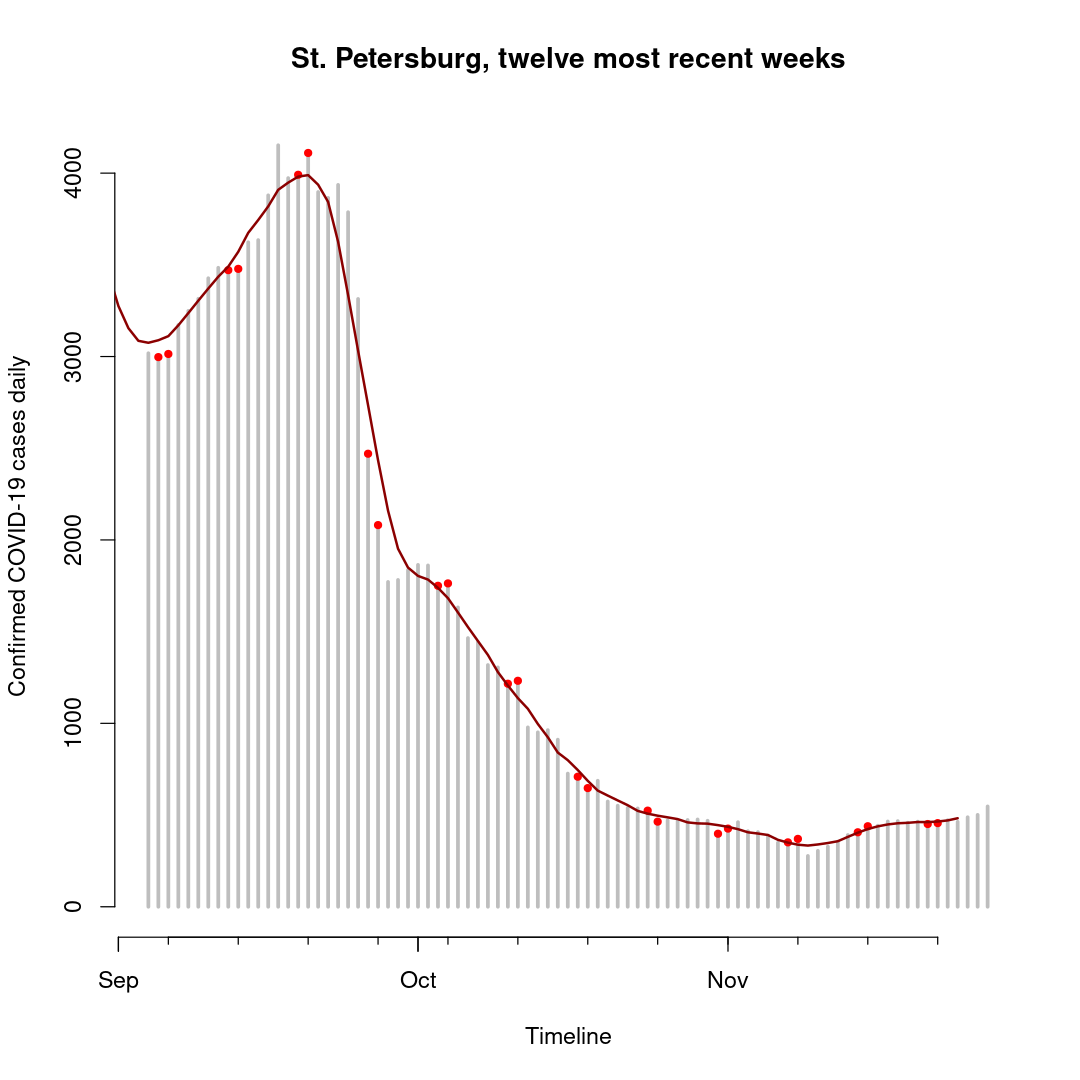 St. Petersburg, twelve most recent weeks
Confirmed COVID-19 cases daily
4000
3000
2000
1000
0
Sep Oct Nov
Timeline